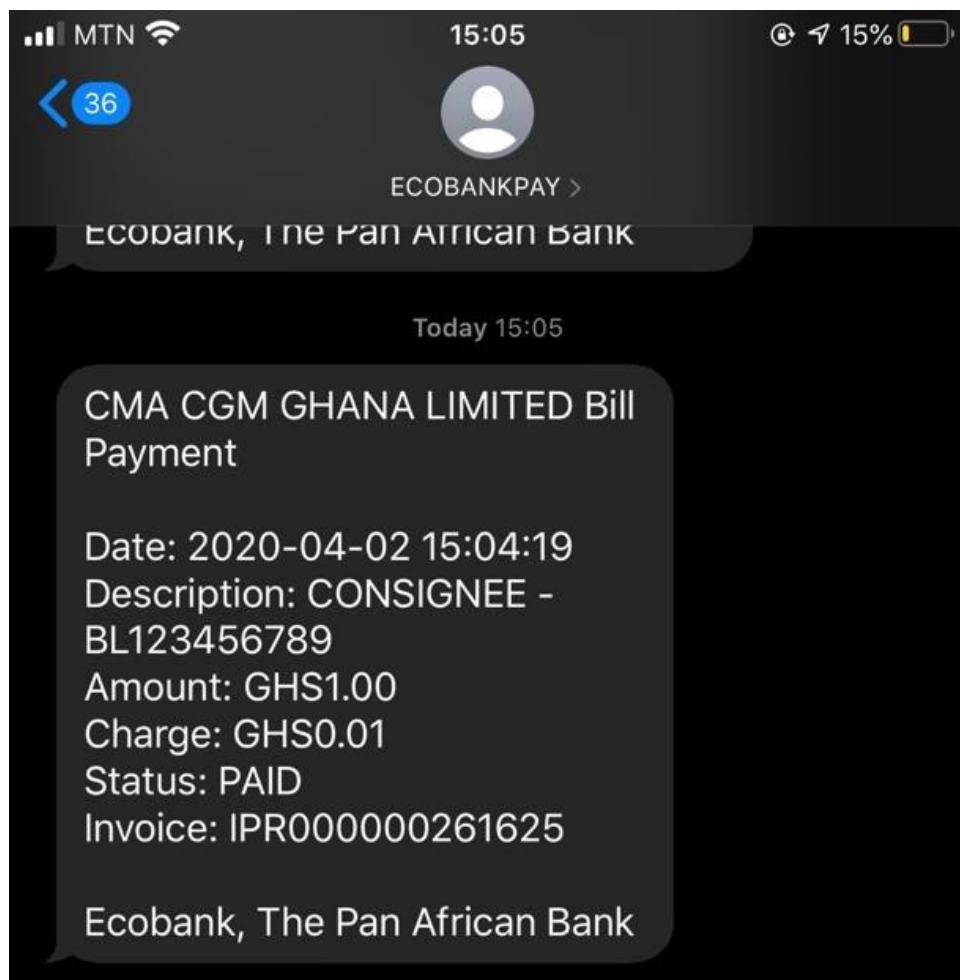 MTN 15:05 15%
36
ECOBANKPAY >
Ecobank, The Pan African Bank
Today 15:05
CMA CGM GHANA LIMITED Bill
Payment
Date: 2020-04-02 15:04:19
Description: CONSIGNEE -
BL123456789
Amount: GHS1.00
Charge: GHS0.01
Status: PAID
Invoice: IPR000000261625
Ecobank, The Pan African Bank